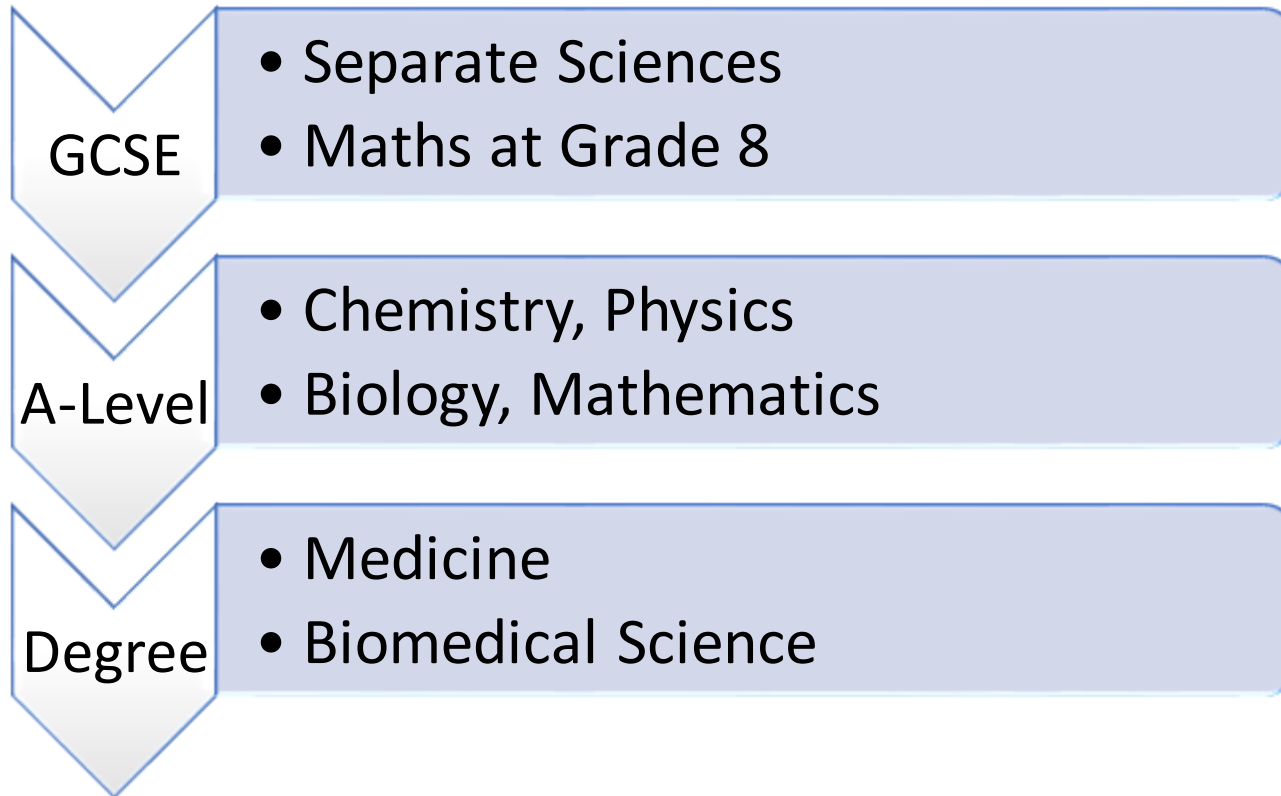 GCSE
• Separate Sciences
• Maths at Grade 8
A-Level
• Chemistry, Physics
• Biology, Mathematics
Degree
• Medicine
• Biomedical Science